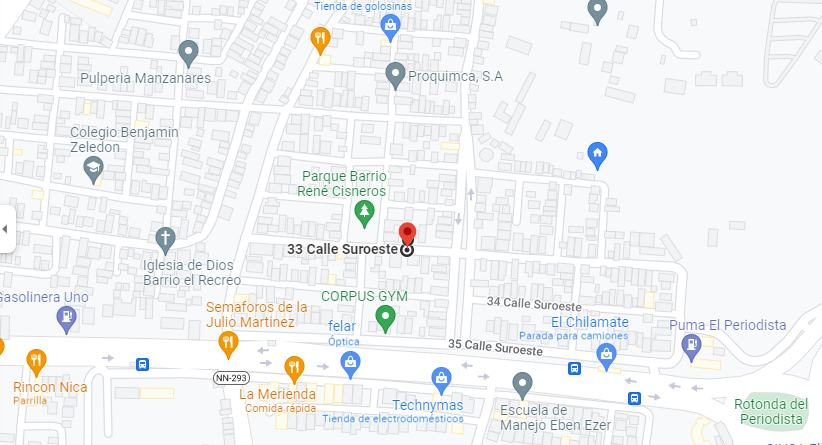 Tienda de golosinas
Pulperia Manzanares
Proquimca, S.A
Colegio Benjamin
Zeledon
Parque Barrio
René Cisneros
33 Calle Suroeste
Iglesia de Dios
Barrio el Recreo
Gasolinera Uno
CORPUS GYM
34 Calle Suroeste
Semaforos de la
Julio Martinez
felar
Óptica
El Chilamate
Parada para camiones
Puma El Periodista
35 Calle Suroeste
NN-293
Rincon Nica
Parrilla
La Merienda
Comida rápida
Technymas
Tienda de electrodomésticos
Escuela de
Manejo Eben Ezer
Rotonda del
Periodista